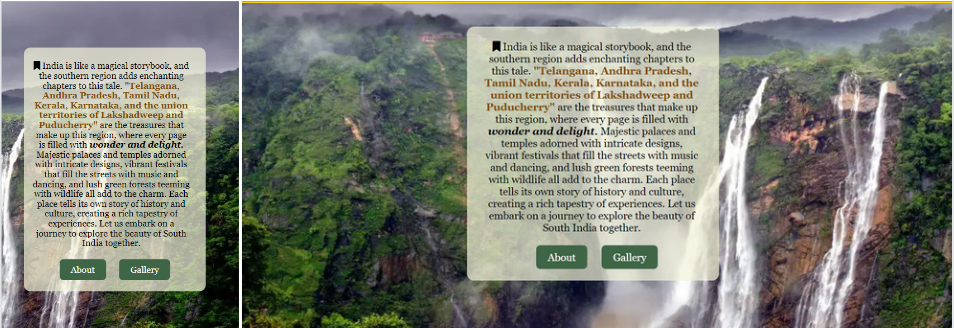 India is like a magical storybook, and
the southern region adds enchanting
chapters to this tale. "Telangana,
Andhra Pradesh, Tamil Nadu,
Kerala, Karnataka, and the union
territories of Lakshadweep and
Puducherry" are the treasures that
make up this region, where every page
is filled with wonder and delight.
Majestic palaces and temples adorned
with intricate designs, vibrant festivals
that fill the streets with music and
dancing, and lush green forests teeming
with wildlife all add to the charm. Each
place tells its own story of history and
culture, creating a rich tapestry of
experiences. Let us embark on a
journey to explore the beauty of South
India together.
About Gallery
India is like a magical storybook, and the
southern region adds enchanting chapters to
this tale. "Telangana, Andhra Pradesh,
Tamil Nadu, Kerala, Karnataka, and the
union territories of Lakshadweep and
Puducherry" are the treasures that make up
this region, where every page is filled with
wonder and delight. Majestic palaces and
temples adorned with intricate designs,
vibrant festivals that fill the streets with music
and dancing, and lush green forests teeming
with wildlife all add to the charm. Each place
tells its own story of history and culture,
creating a rich tapestry of experiences. Let us
embark on a journey to explore the beauty of
South India together.
About Gallery